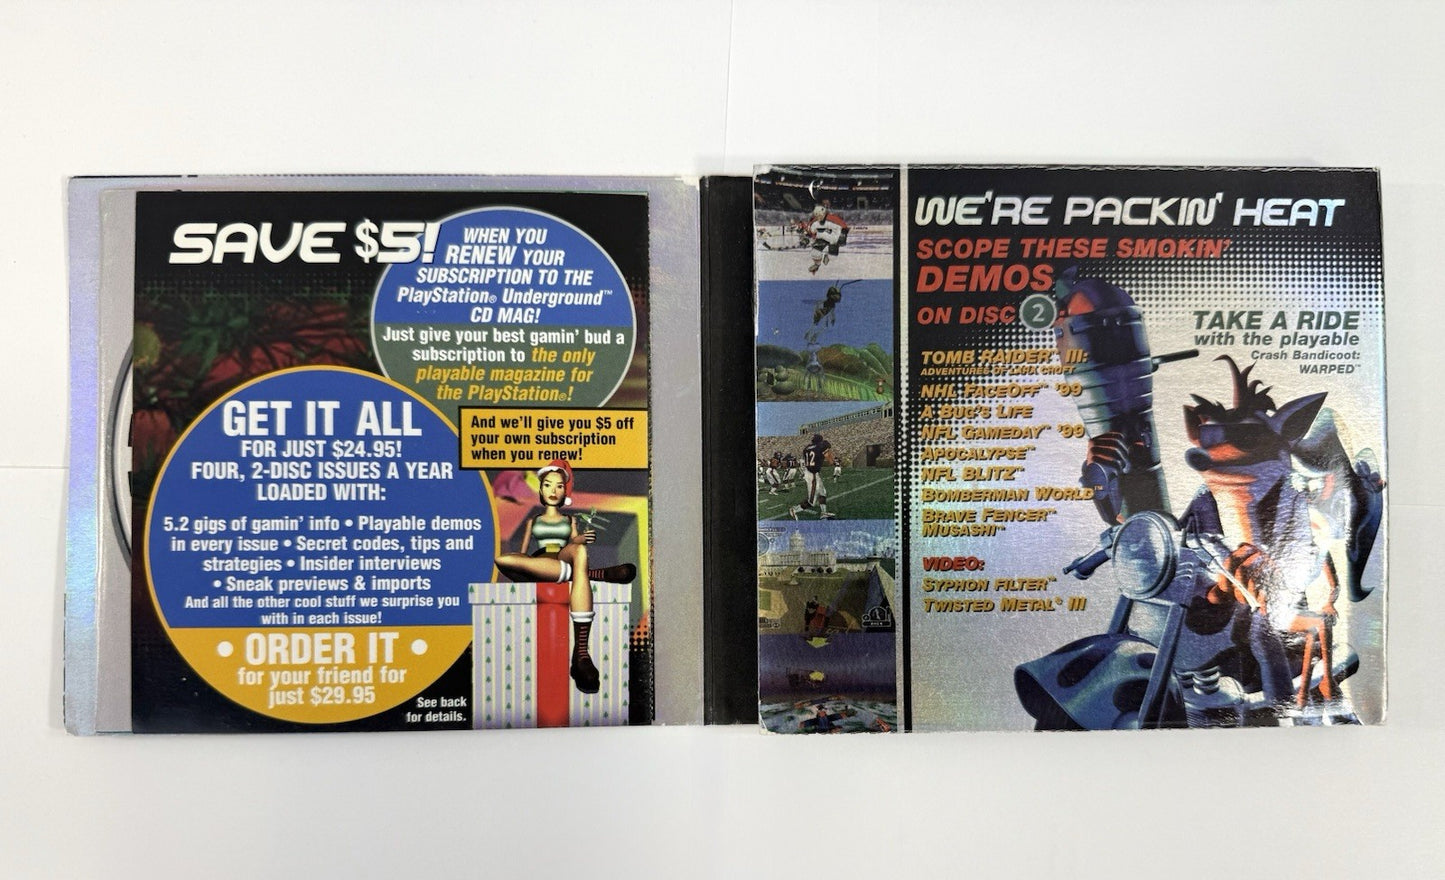 SAVE $5!
WHEN YOU
RENEW YOUR
SUBSCRIPTION TO THE
PlayStation® Underground™
CD MAG!
Just give your best gamin' bud a
subscription to the only
playable magazine for
the PlayStation®!
And we'll give you $5 off
your own subscription
when you renew!
GET IT ALL
FOR JUST $24.95!
FOUR, 2-DISC ISSUES A YEAR
LOADED WITH:
5.2 gigs of gamin' info • Playable demos
in every issue • Secret codes, tips and
strategies • Insider interviews
• Sneak previews & imports
And all the other cool stuff we surprise you
with in each issue!
• ORDER IT •
for your friend for
just $29.95
See back
for details.
WE'RE PACKIN' HEAT
SCOPE THESE SMOKIN'
DEMOS
ON DISC 2:
TAKE A RIDE
with the playable
Crash Bandicoot:
WARPED™
TOMB RAIDER™ III:
ADVENTURES OF LARA CROFT
NHL FACEOFF™ '99
A BUG'S LIFE
NFL GAMEDAY™ '99
APOCALYPSE™
NFL BLITZ™
BOMBERMAN WORLD™
BRAVE FENCER™
MUSASHI™
VIDEO:
SYPHON FILTER™
TWISTED METAL® III